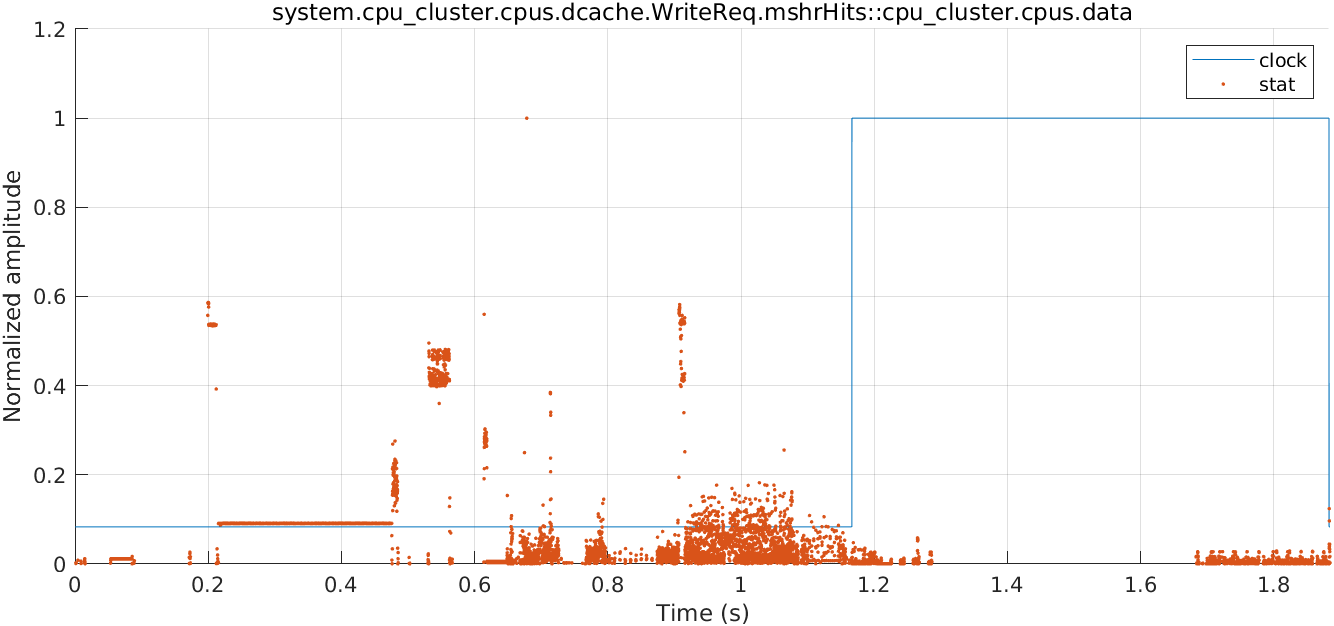 system.cpu_cluster.cpus.dcache.WriteReq.mshrHits::cpu_cluster.cpus.data
1.2
1
0.8
0.6
0.4
0.2
0
Normalized amplitude
clock
stat
0 0.2 0.4 0.6 0.8 1 1.2 1.4 1.6 1.8
Time (s)